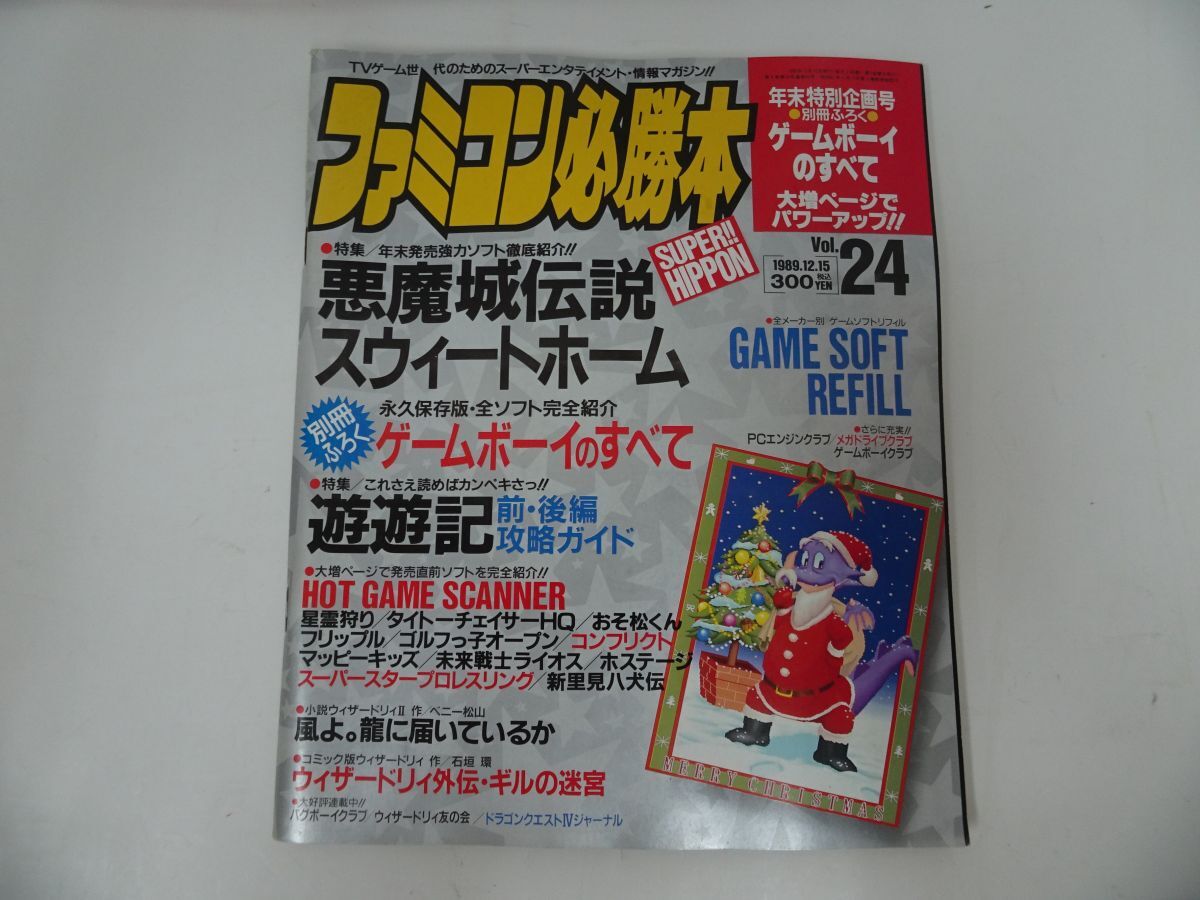 TVゲーム世代のためのスーパーエンタテイメント・情報マガジン!!
ファミコン必勝本
SUPER!!
HIPPON
年末特別企画号
●別冊ふろく●
ゲームボーイ
のすべて
大増ページで
パワーアップ!!
Vol.24
1989.12.15
300税込YEN
●特集/年末発売強力ソフト徹底紹介!!
悪魔城伝説
スウィートホーム
●全メーカー別 ゲームソフトリフィル
GAME SOFT
REFILL
別冊
ふろく
永久保存版・全ソフト完全紹介
ゲームボーイのすべて
●さらに充実!!
PCエンジンクラブ/メガドライブクラブ
ゲームボーイクラブ
●特集/これさえ読めばカンペキさっ!!
遊遊記
前・後編
攻略ガイド
●大増ページで発売直前ソフトを完全紹介!!
HOT GAME SCANNER
星霊狩り/タイトーチェイサーHQ/おそ松くん
フリップル/ゴルフっ子オープン/コンフリクト
マッピーキッズ/未来戦士ライオス/ホステージ
スーパースタープロレスリング/新里見八犬伝
●小説ウィザードリィII 作/ベニー松山
風よ。龍に届いているか
●コミック版ウィザードリィ 作/石垣 環
ウィザードリィ外伝・ギルの迷宮
●大好評連載中!!
バグボーイクラブ/ウィザードリィ友の会/ドラゴンクエストIVジャーナル
MERRY CHRISTMAS